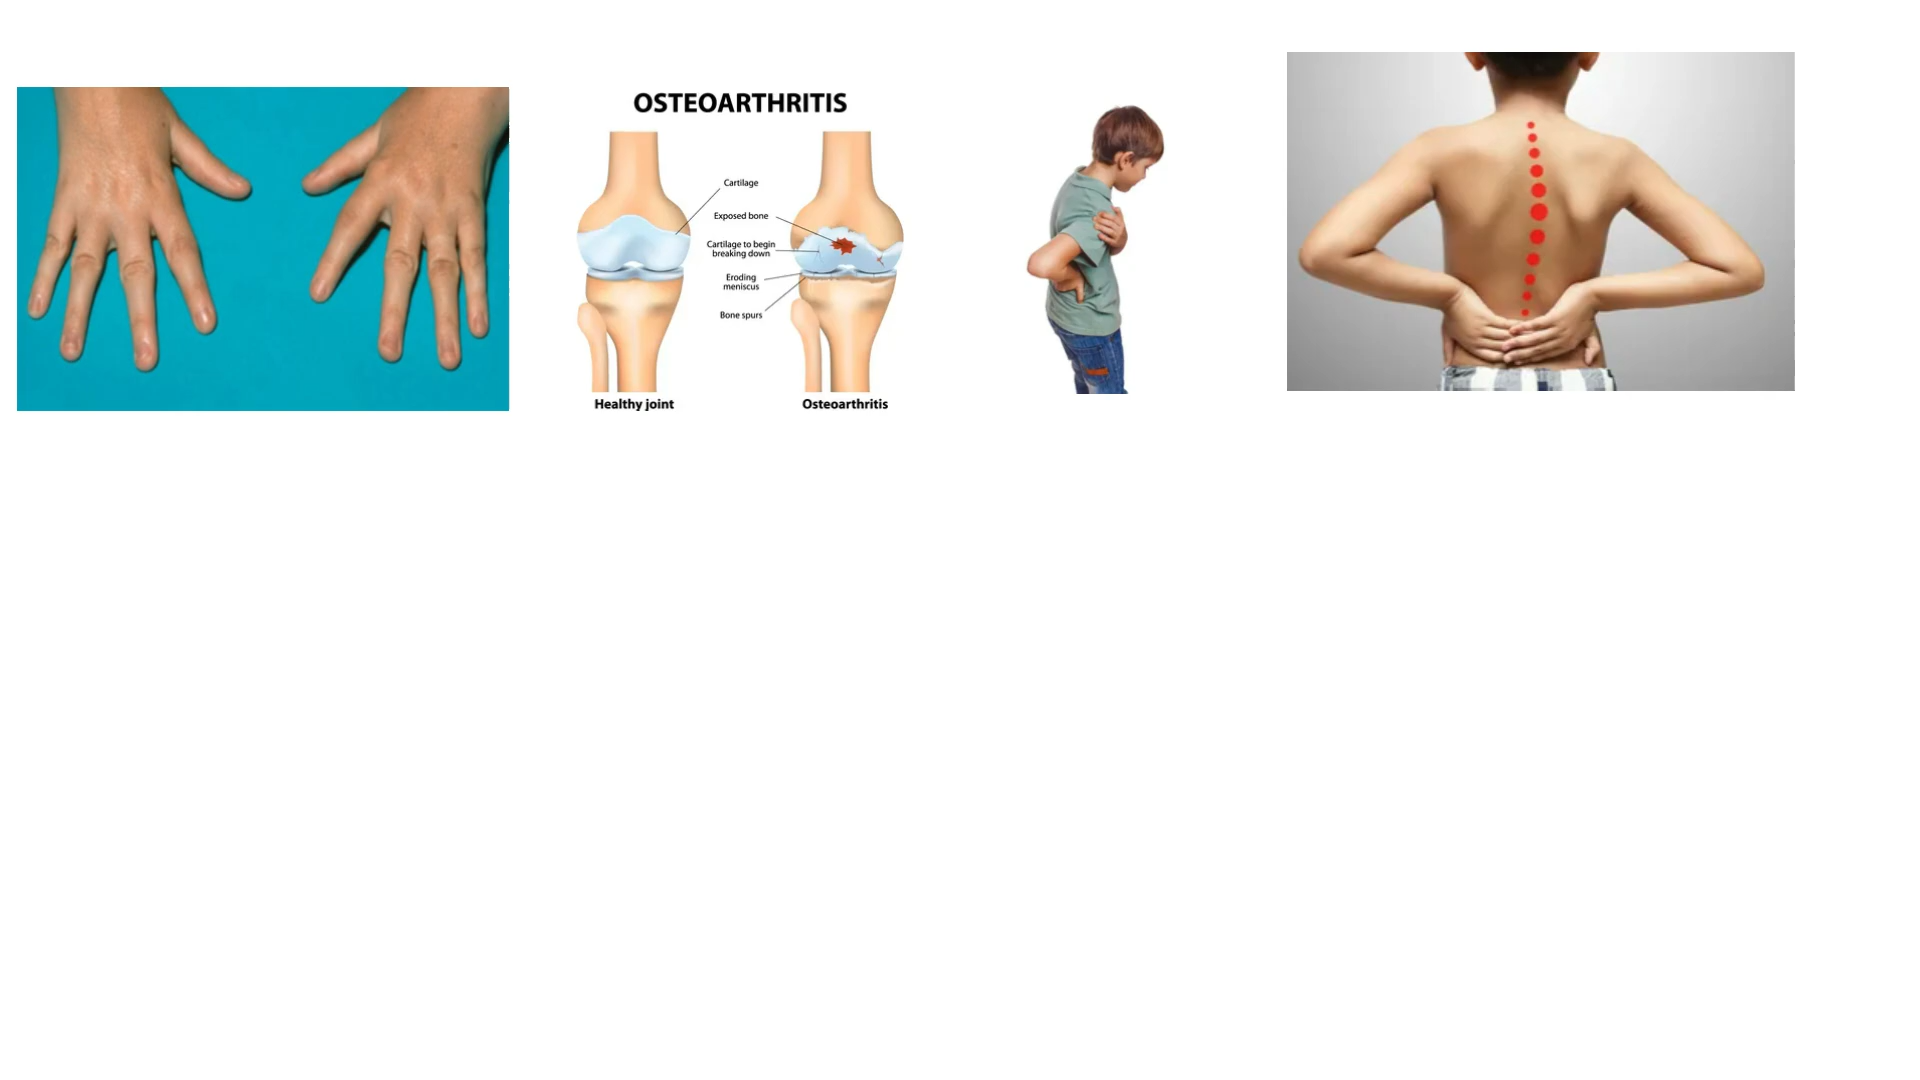 OSTEOARTHRITIS
Cartilage
Exposed bone
Cartilage to begin
breaking down
Eroding
meniscus
Bone spurs
Healthy joint
Osteoarthritis